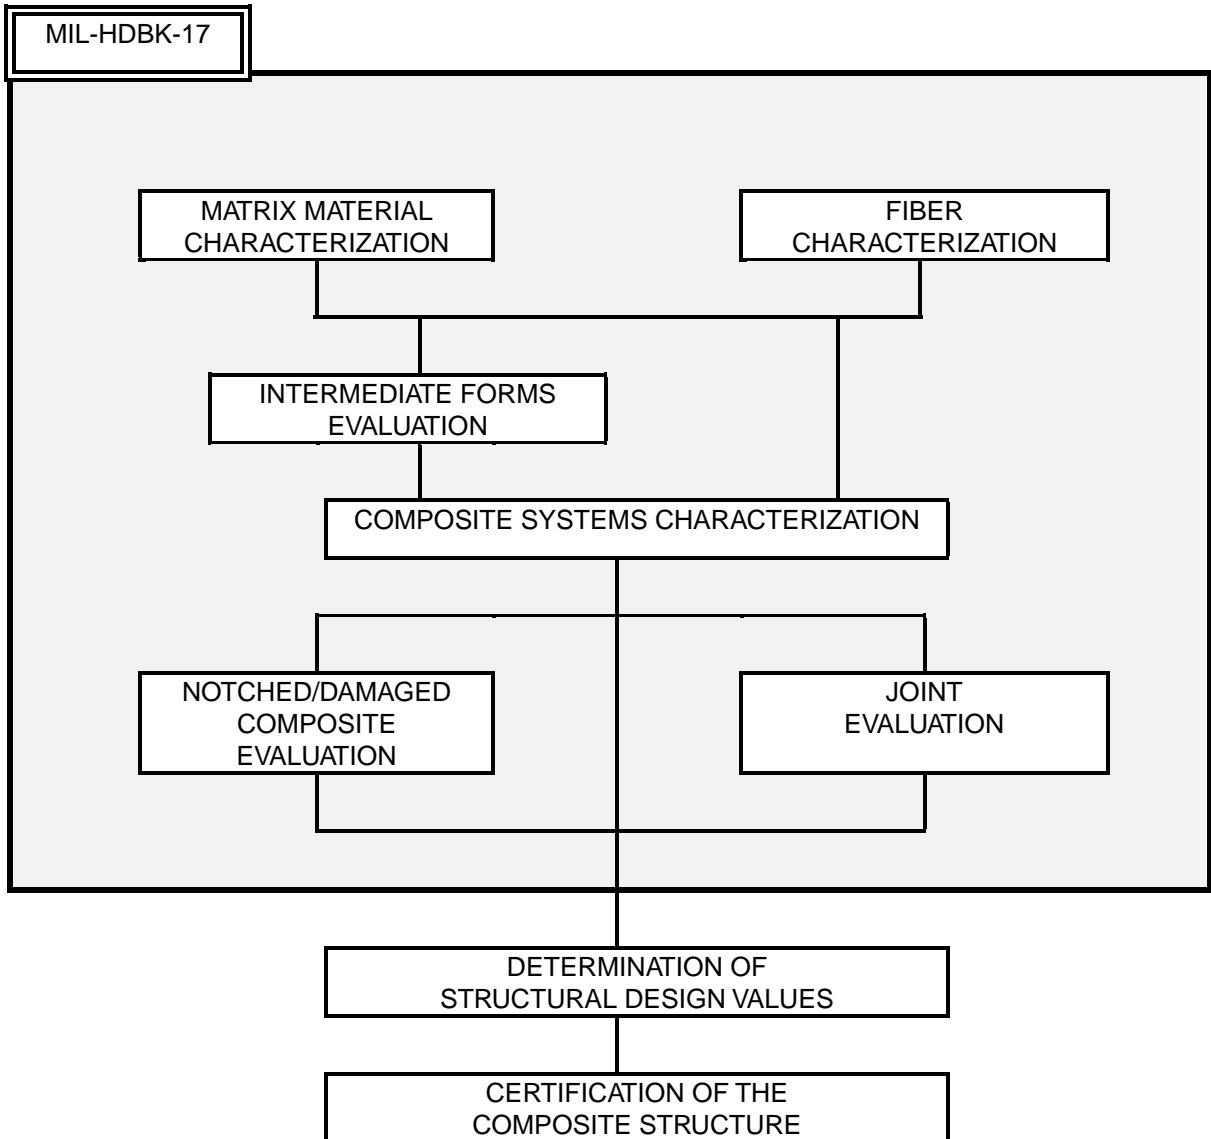 MIL-HDBK-17
MATRIX MATERIAL
CHARACTERIZATION
FIBER
CHARACTERIZATION
INTERMEDIATE FORMS
EVALUATION
COMPOSITE SYSTEMS CHARACTERIZATION
NOTCHED/DAMAGED
COMPOSITE
EVALUATION
JOINT
EVALUATION
DETERMINATION OF
STRUCTURAL DESIGN VALUES
CERTIFICATION OF THE
COMPOSITE STRUCTURE